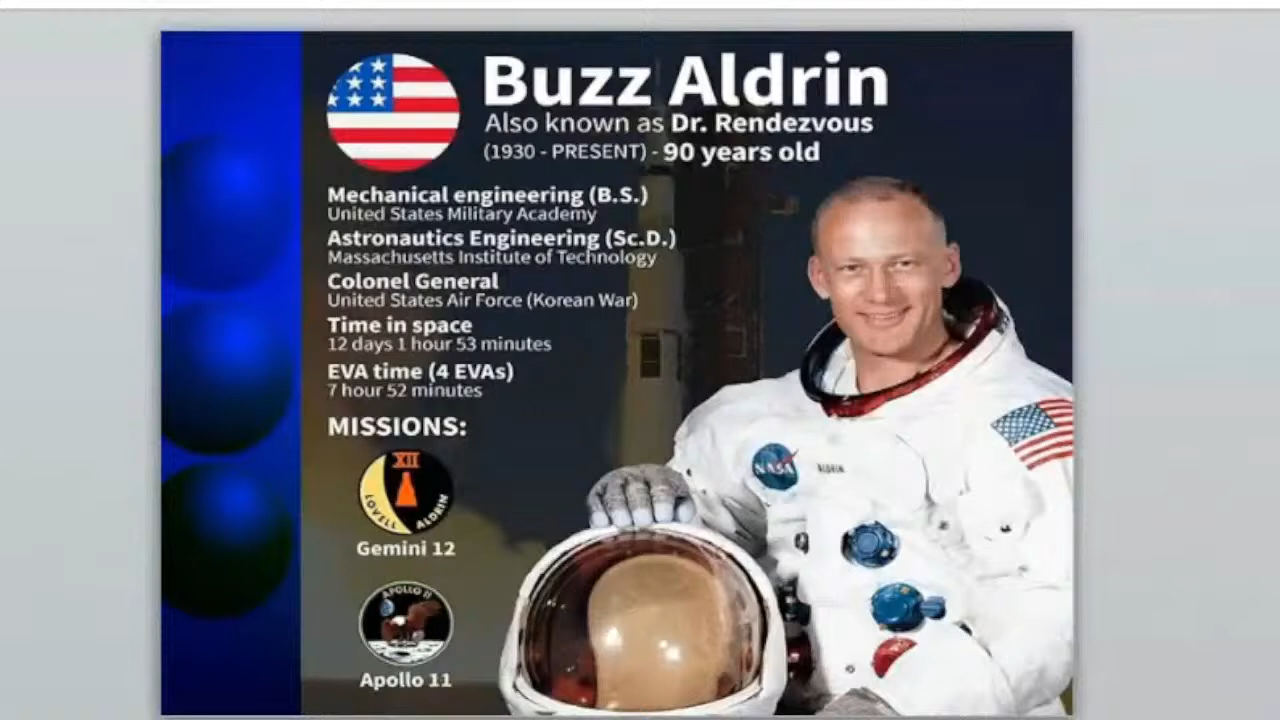 Buzz Aldrin
Also known as Dr. Rendezvous
(1930 - PRESENT) - 90 years old
Mechanical engineering (B.S.)
United States Military Academy
Astronautics Engineering (Sc.D.)
Massachusetts Institute of Technology
Colonel General
United States Air Force (Korean War)
Time in space
12 days 1 hour 53 minutes
EVA time (4 EVAs)
7 hour 52 minutes
MISSIONS:
XII
LOVELL ALDRIN
Gemini 12
APOLLO 11
Apollo 11
NASA
ALDRIN